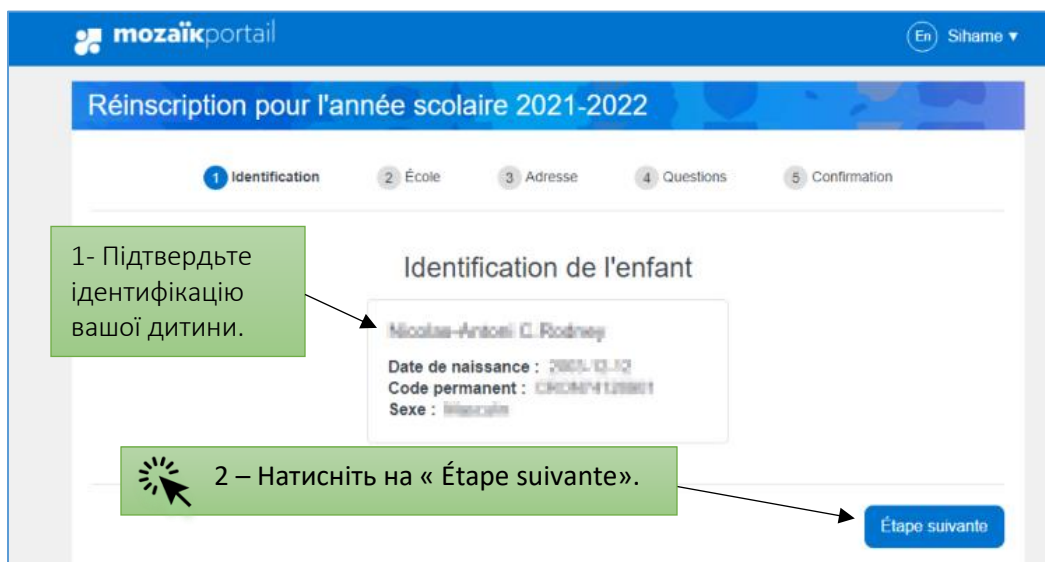 mozaïkportail
En Sihame ▼
Réinscription pour l'année scolaire 2021-2022
1 Identification 2 École 3 Adresse 4 Questions 5 Confirmation
1- Підтвердьте
ідентифікацію
вашої дитини.
Identification de l'enfant
Date de naissance :
Code permanent :
Sexe :
2 – Натисніть на « Étape suivante».
Étape suivante